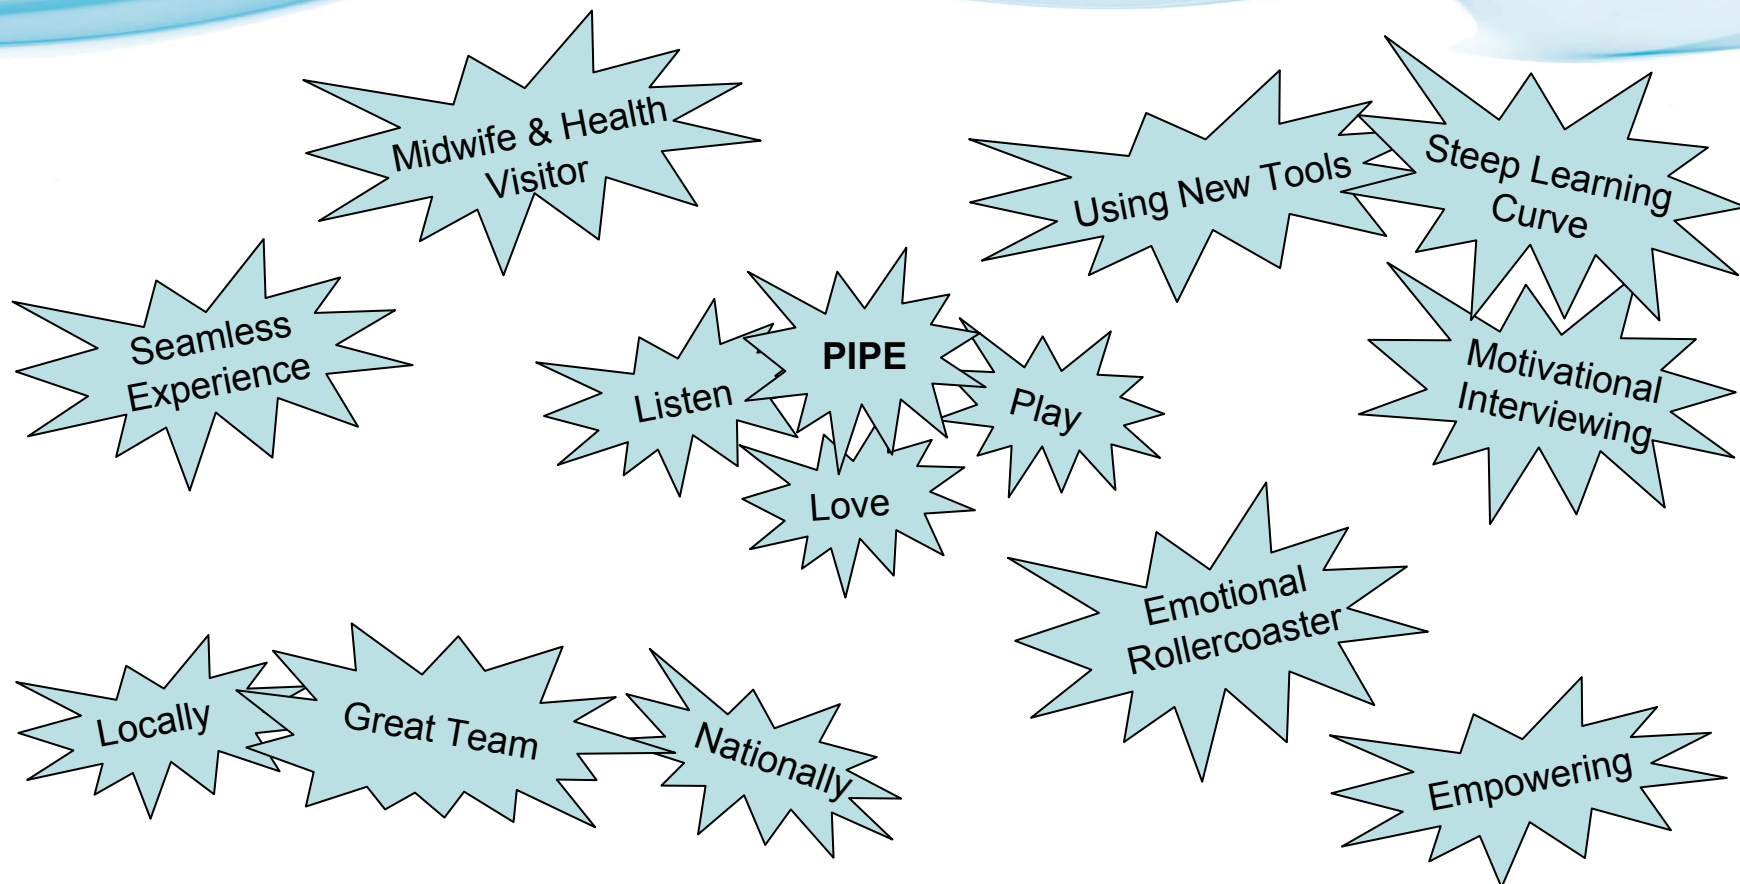 Midwife & Health
Visitor
Using New Tools
Steep Learning
Curve
Seamless
Experience
PIPE
Listen
Play
Love
Motivational
Interviewing
Emotional
Rollercoaster
Locally
Great Team
Nationally
Empowering